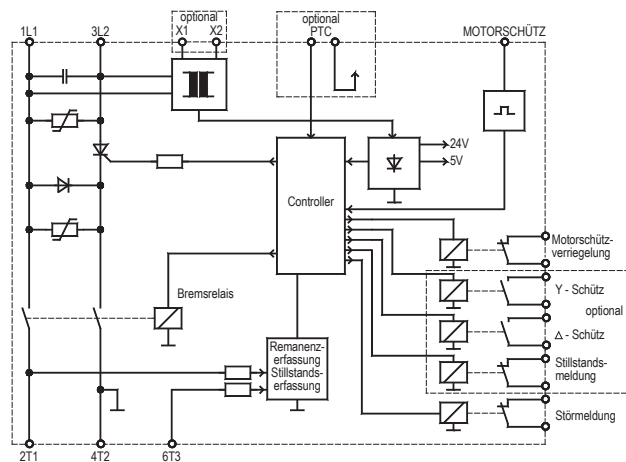 optional
optional
1L1
3L2
X1
X2
PTC
MOTORSCHÜTZ
24V
5V
Controller
Motorschütz-
verriegelung
Bremsrelais
Y - Schütz
optional
Δ - Schütz
Remanenz-
erfassung
Stillstands-
erfassung
Stillstands-
meldung
Störmeldung
2T1
4T2
6T3